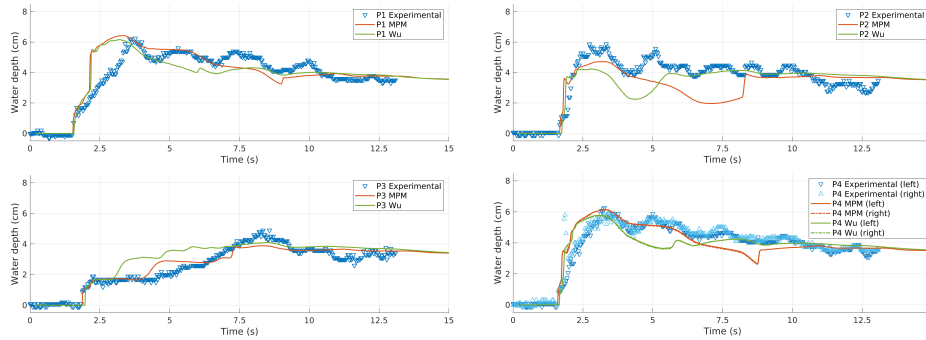 P1 Experimental
P1 MPM
P1 Wu
Water depth (cm)
8
6
4
2
0
0 2.5 5 7.5 10 12.5 15
Time (s)
P2 Experimental
P2 MPM
P2 Wu
Water depth (cm)
8
6
4
2
0
0 2.5 5 7.5 10 12.5
Time (s)
P3 Experimental
P3 MPM
P3 Wu
Water depth (cm)
8
6
4
2
0
0 2.5 5 7.5 10 12.5 15
Time (s)
P4 Experimental (left)
P4 Experimental (right)
P4 MPM (left)
P4 MPM (right)
P4 Wu (left)
P4 Wu (right)
Water depth (cm)
8
6
4
2
0
0 2.5 5 7.5 10 12.5
Time (s)